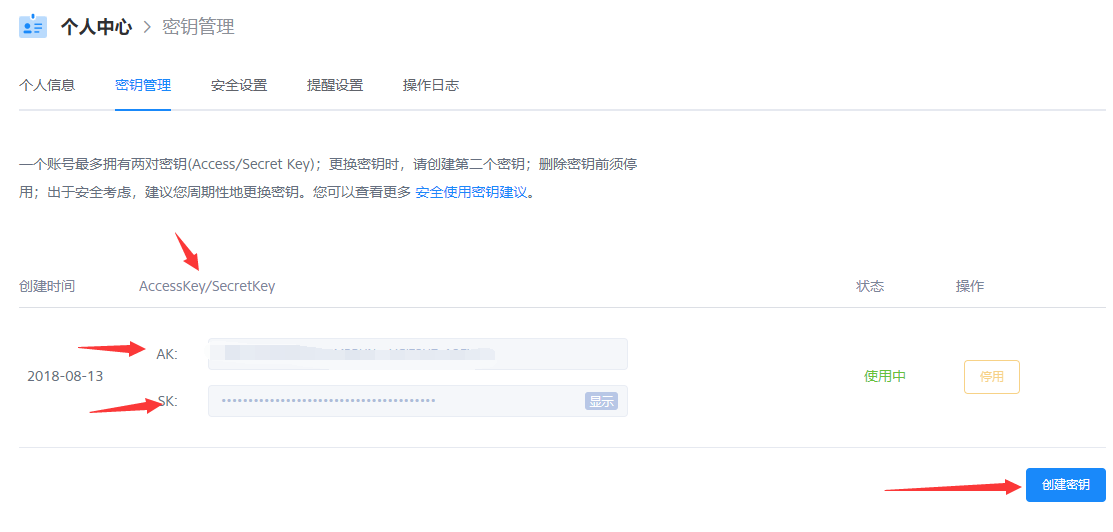 个人中心 > 密钥管理
个人信息 密钥管理 安全设置 提醒设置 操作日志
一个账号最多拥有两对密钥(Access/Secret Key)；更换密钥时，请创建第二个密钥；删除密钥前须停
用；出于安全考虑，建议您周期性地更换密钥。您可以查看更多 安全使用密钥建议。
创建时间 AccessKey/SecretKey 状态 操作
AK:
2018-08-13 使用中 停用
SK: •••••••••••••••••••••••••••••••••••••••• 显示
创建密钥